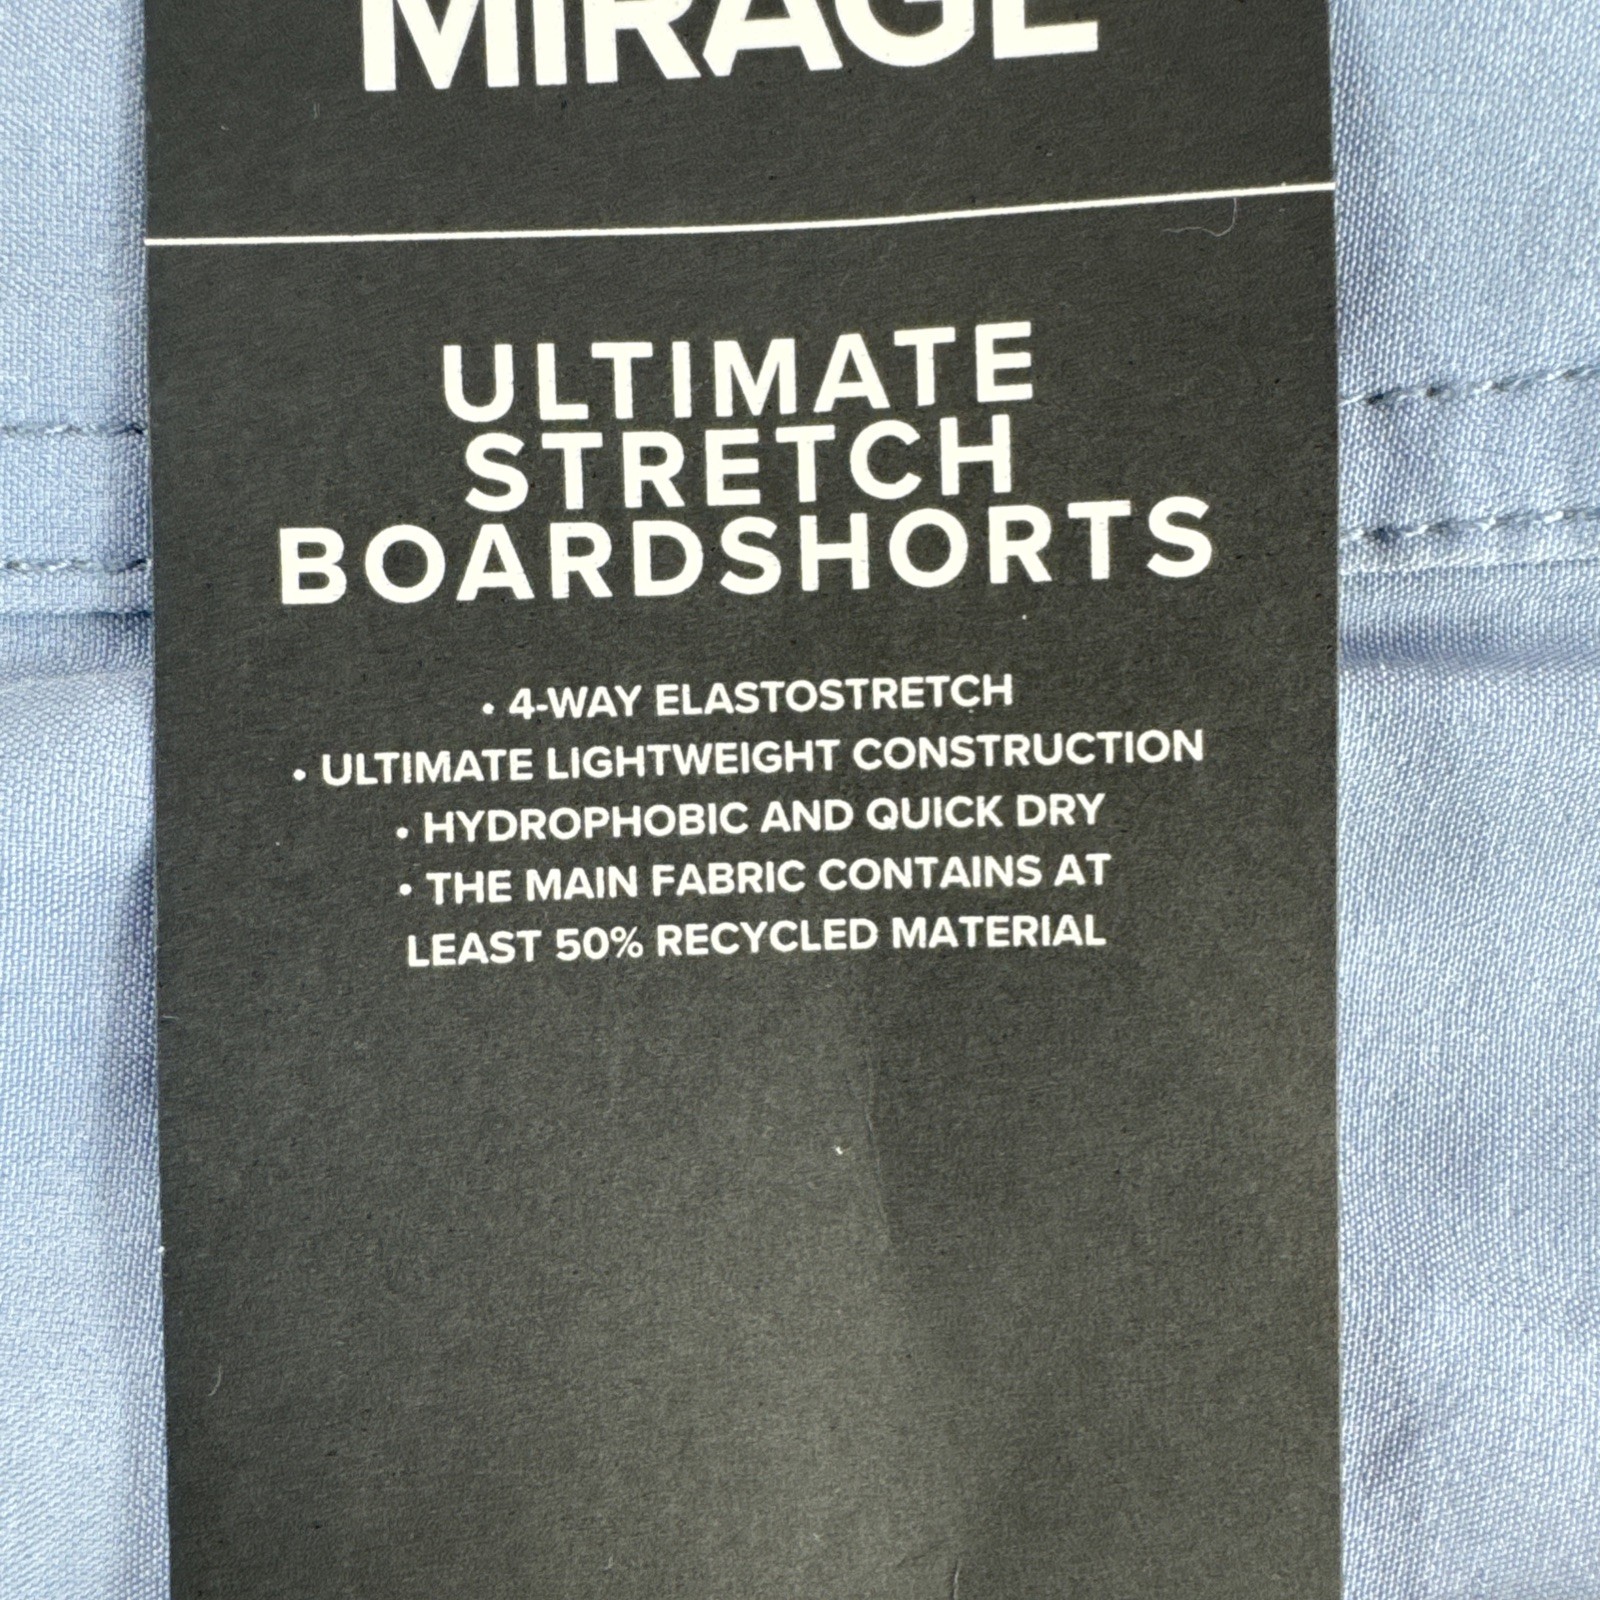 MIRAGE
ULTIMATE
STRETCH
BOARDSHORTS
• 4-WAY ELASTOSTRETCH
• ULTIMATE LIGHTWEIGHT CONSTRUCTION
• HYDROPHOBIC AND QUICK DRY
• THE MAIN FABRIC CONTAINS AT
LEAST 50% RECYCLED MATERIAL